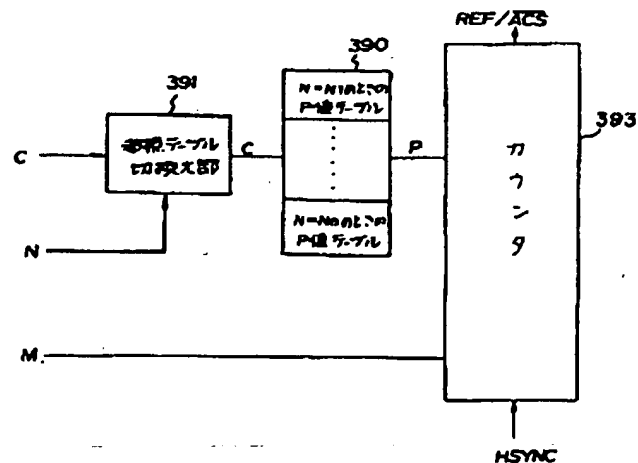 REF/ACS
390
391
393
N=N1のときの
P値テーブル
参照テーブル
切換え部
C
C
P
カウンタ
N=Nnのときの
P値テーブル
N
M
HSYNC